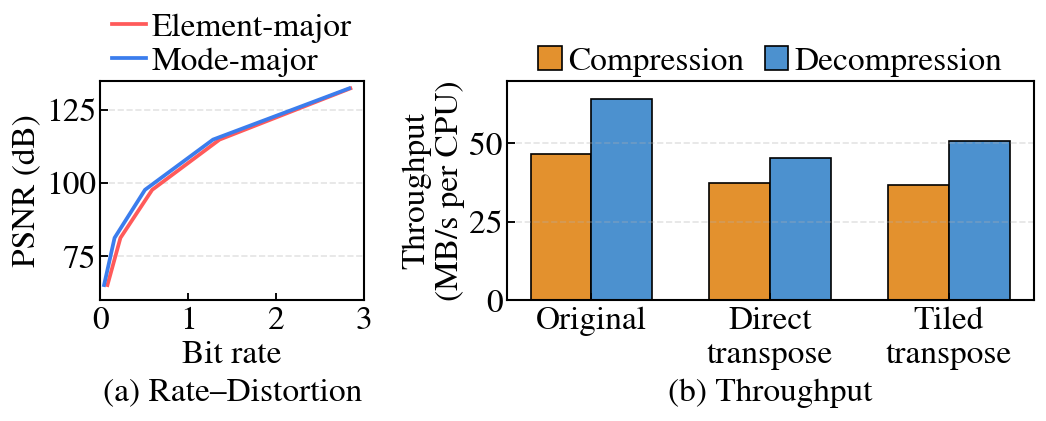 Element-major
Mode-major
PSNR (dB)
125
100
75
0 1 2 3
Bit rate
(a) Rate–Distortion
Compression Decompression
Throughput
(MB/s per CPU)
50
25
0
Original Direct Tiled
transpose transpose
(b) Throughput